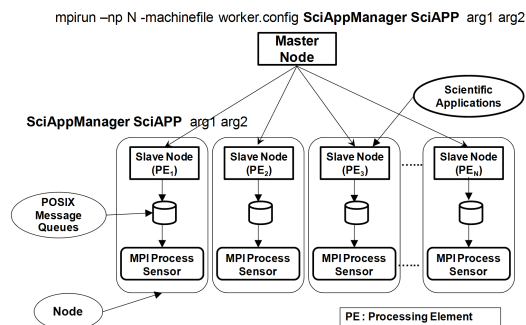 mpirun –np N -machinefile worker.config SciAppManager SciAPP arg1 arg2
Master
Node
Scientific
Applications
SciAppManager SciAPP arg1 arg2
Slave Node
(PE1)
Slave Node
(PE2)
Slave Node
(PE3)
......
Slave Node
(PEN)
POSIX
Message
Queues
MPI Process
Sensor
MPI Process
Sensor
MPI Process
Sensor
......
MPI Process
Sensor
Node
PE : Processing Element